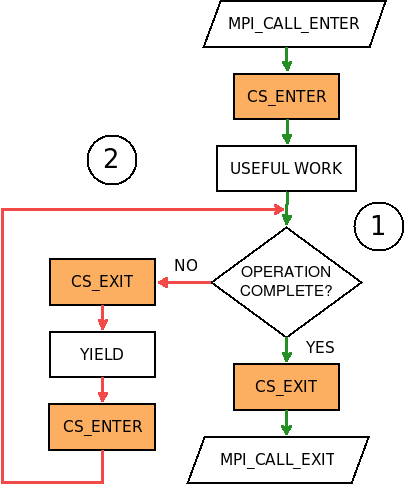 MPI_CALL_ENTER
CS_ENTER
2
USEFUL WORK
1
OPERATION
COMPLETE?
NO
CS_EXIT
YES
YIELD
CS_EXIT
CS_ENTER
MPI_CALL_EXIT